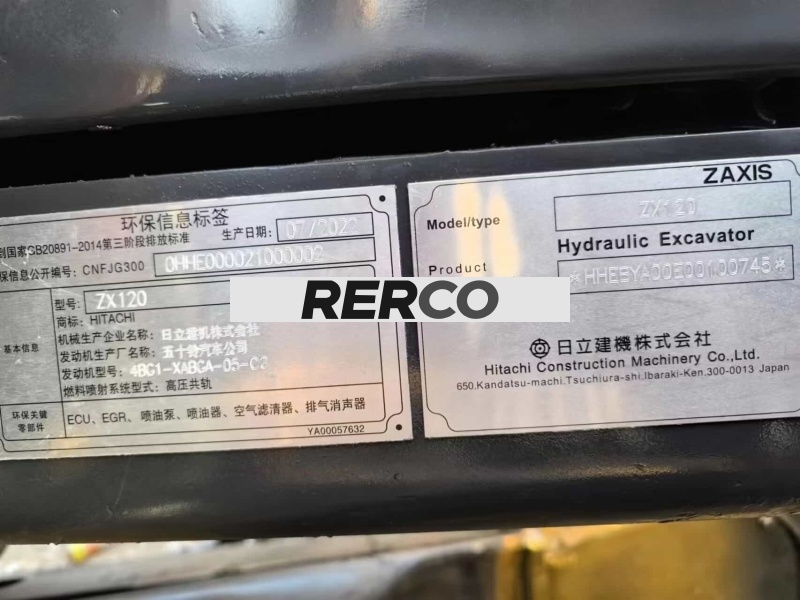 环保信息标签
到国家GB20891-2014第三阶段排放标准 生产日期: 07/202
保信息公开编号: CNFJG300 0HHE000021000002
基本信息
型号: ZX120
商标: HITACHI
机械生产企业名称: 日立建机株式会社
发动机生产厂名称: 五十铃汽车公司
发动机型号: 4BG1-XABGA-05-C2
燃料喷射系统型式: 高压共轨
环保关键
零部件
ECU、EGR、喷油泵、喷油器、空气滤清器、排气消声器
YA00057632
RERCO
ZAXIS
Model/type ZX120
Hydraulic Excavator
Product *HHESYA00E00100745*
日立建機株式会社
Hitachi Construction Machinery Co.,Ltd.
650.Kandatsu-machi.Tsuchiura-shi.Ibaraki-Ken.300-0013 Japan